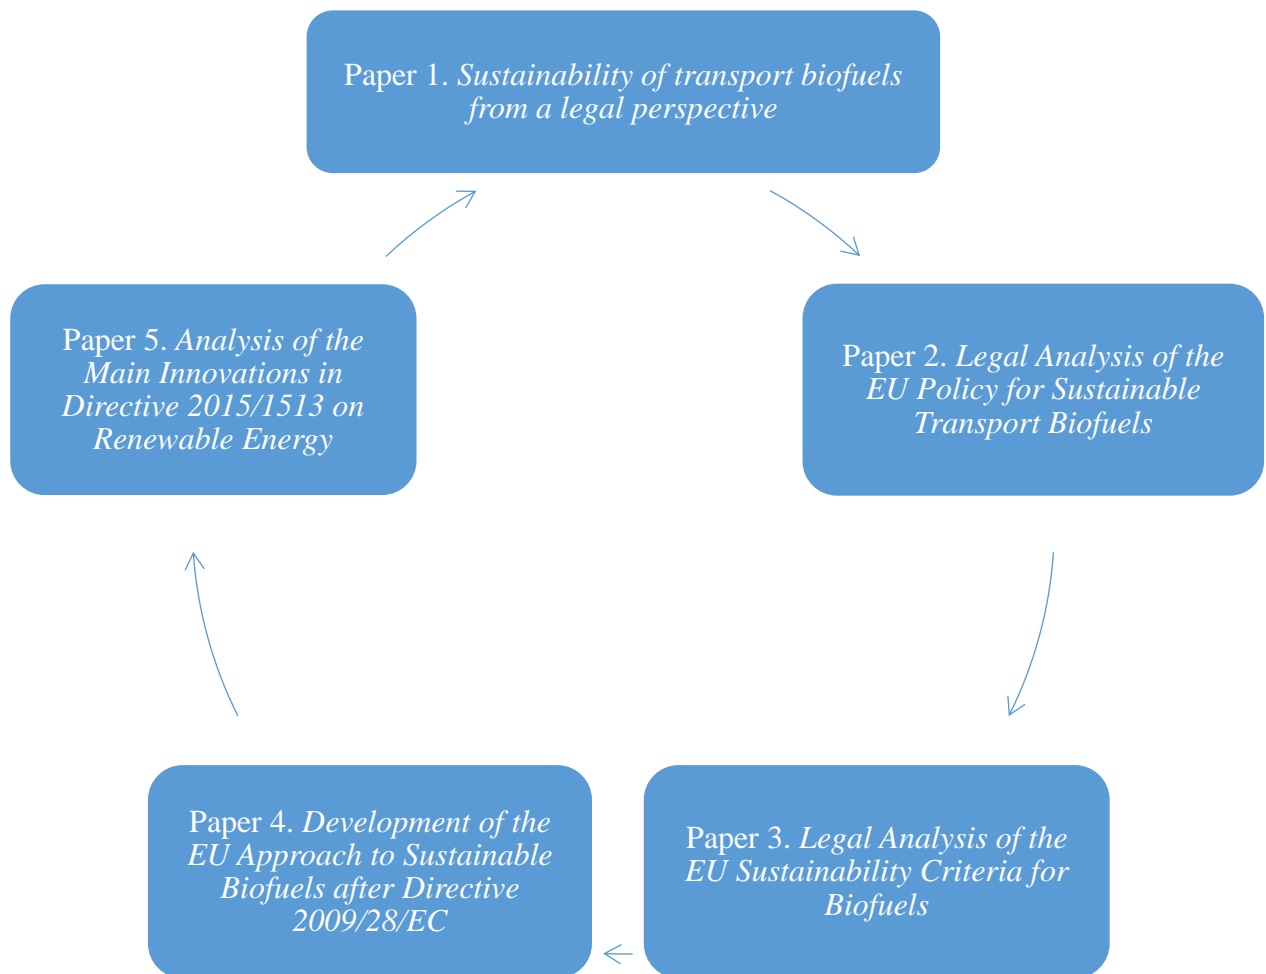 Paper 1. Sustainability of transport biofuels
from a legal perspective
Paper 2. Legal Analysis of the
EU Policy for Sustainable
Transport Biofuels
Paper 3. Legal Analysis of the
EU Sustainability Criteria for
Biofuels
Paper 4. Development of the
EU Approach to Sustainable
Biofuels after Directive
2009/28/EC
Paper 5. Analysis of the
Main Innovations in
Directive 2015/1513 on
Renewable Energy